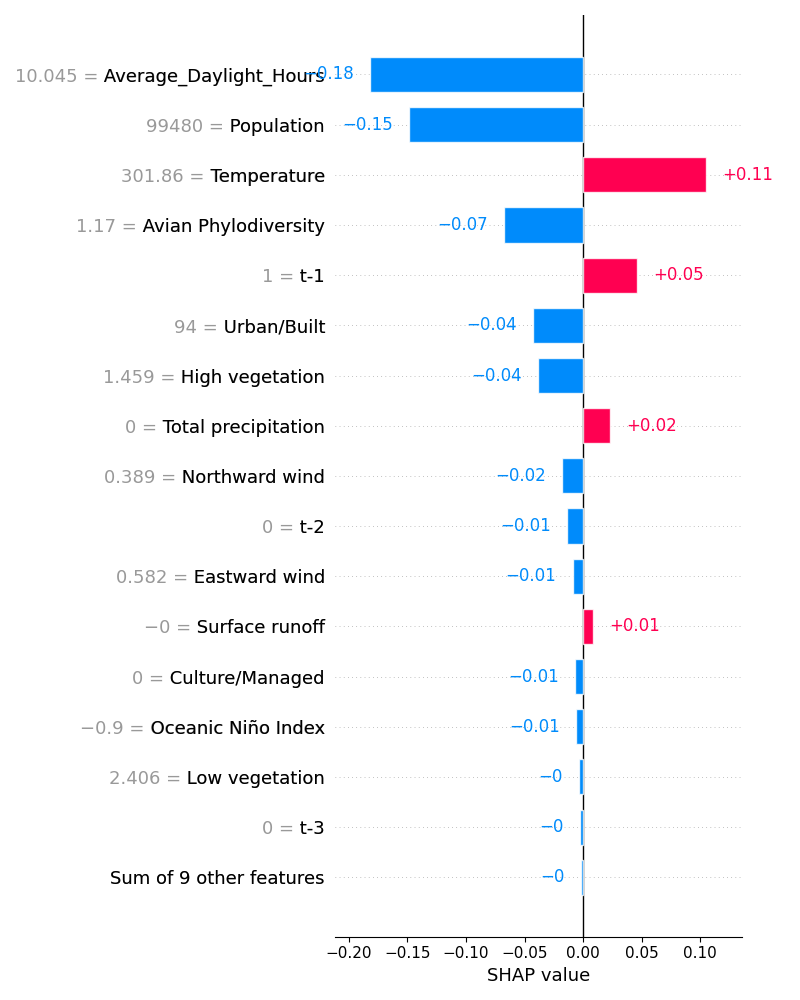 10.045 = Average_Daylight_Hours −0.18
99480 = Population −0.15
301.86 = Temperature +0.11
1.17 = Avian Phylodiversity −0.07
1 = t-1 +0.05
94 = Urban/Built −0.04
1.459 = High vegetation −0.04
0 = Total precipitation +0.02
0.389 = Northward wind −0.02
0 = t-2 −0.01
0.582 = Eastward wind −0.01
−0 = Surface runoff +0.01
0 = Culture/Managed −0.01
−0.9 = Oceanic Niño Index −0.01
2.406 = Low vegetation −0
0 = t-3 −0
Sum of 9 other features −0
−0.20 −0.15 −0.10 −0.05 0.00 0.05 0.10
SHAP value